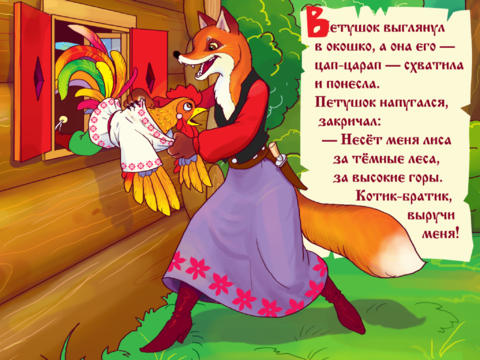 Петушок выглянул
в окошко, а она его —
цап-царап — схватила
и понесла.
Петушок напугался,
закричал:
— Несёт меня лиса
за тёмные леса,
за высокие горы.
Котик-братик,
выручи
меня!